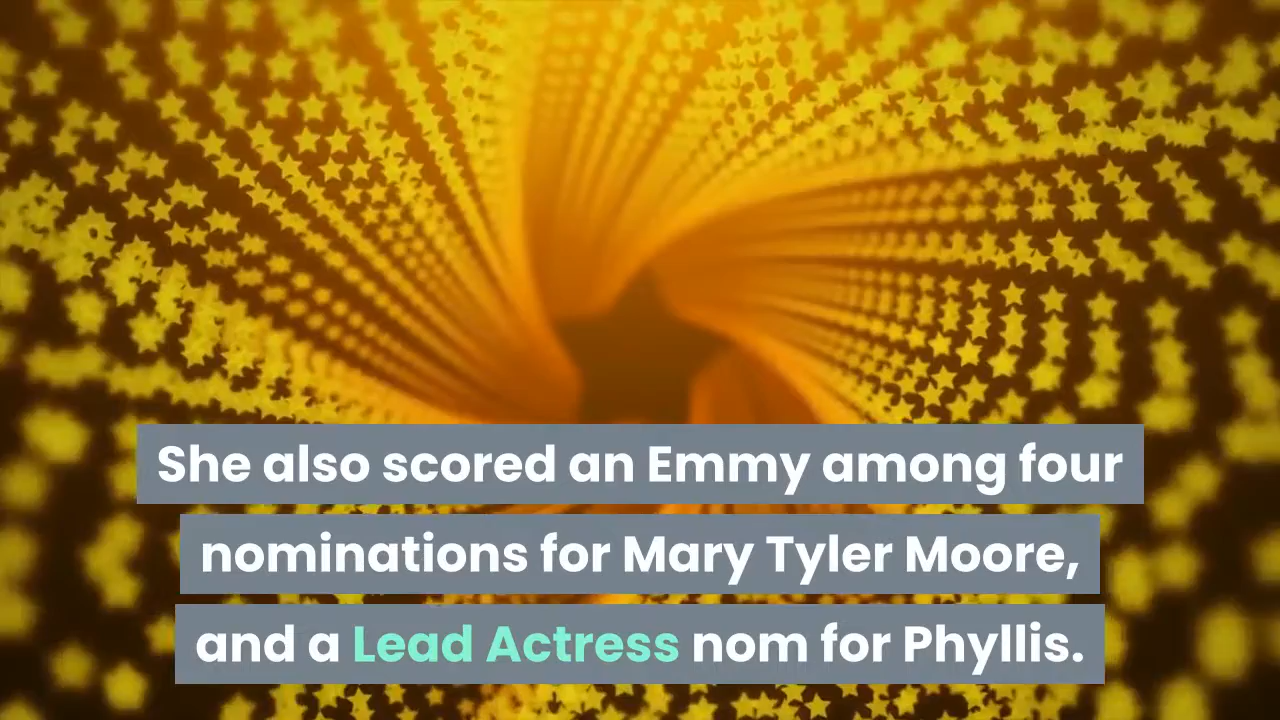 She also scored an Emmy among four
nominations for Mary Tyler Moore,
and a Lead Actress nom for Phyllis.